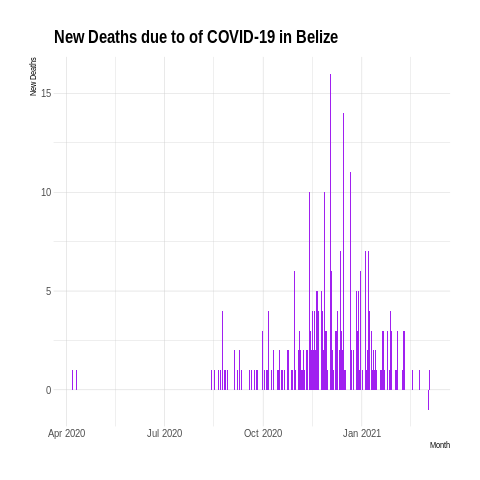 New Deaths due to of COVID-19 in Belize
New Deaths
15
10
5
0
Apr 2020 Jul 2020 Oct 2020 Jan 2021
Month